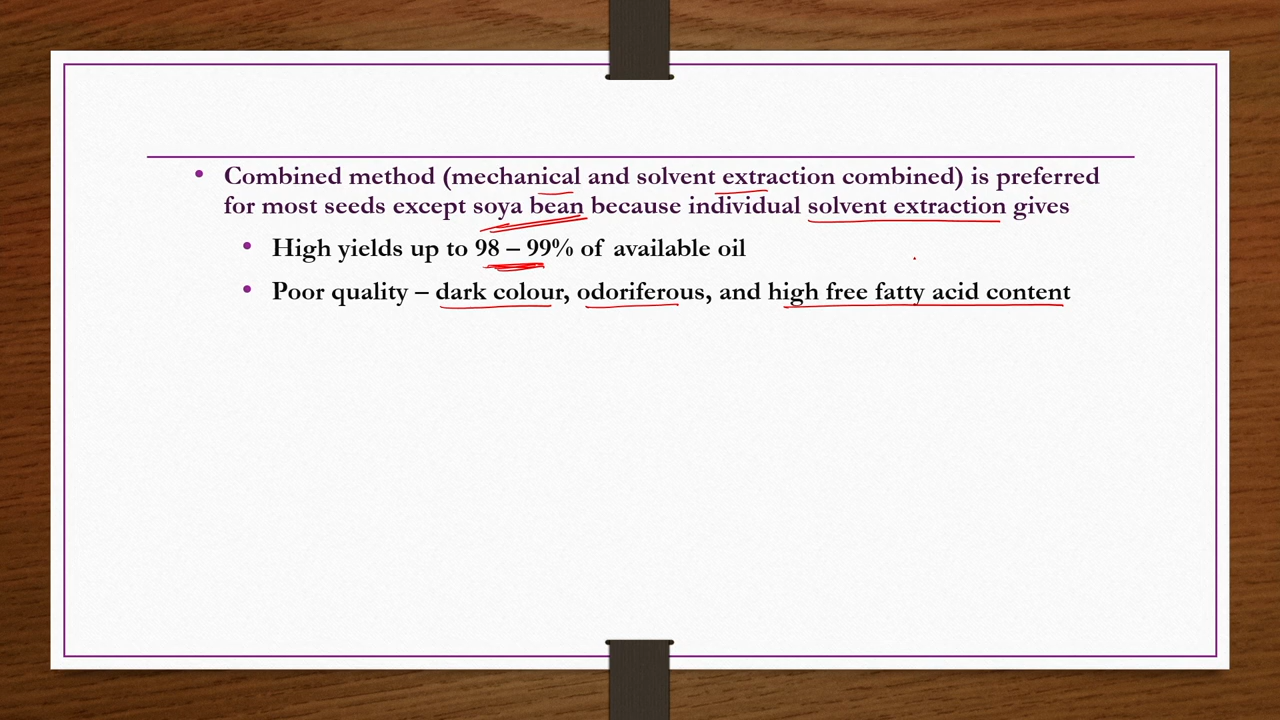 • Combined method (mechanical and solvent extraction combined) is preferred
for most seeds except soya bean because individual solvent extraction gives
• High yields up to 98 – 99% of available oil
• Poor quality – dark colour, odoriferous, and high free fatty acid content